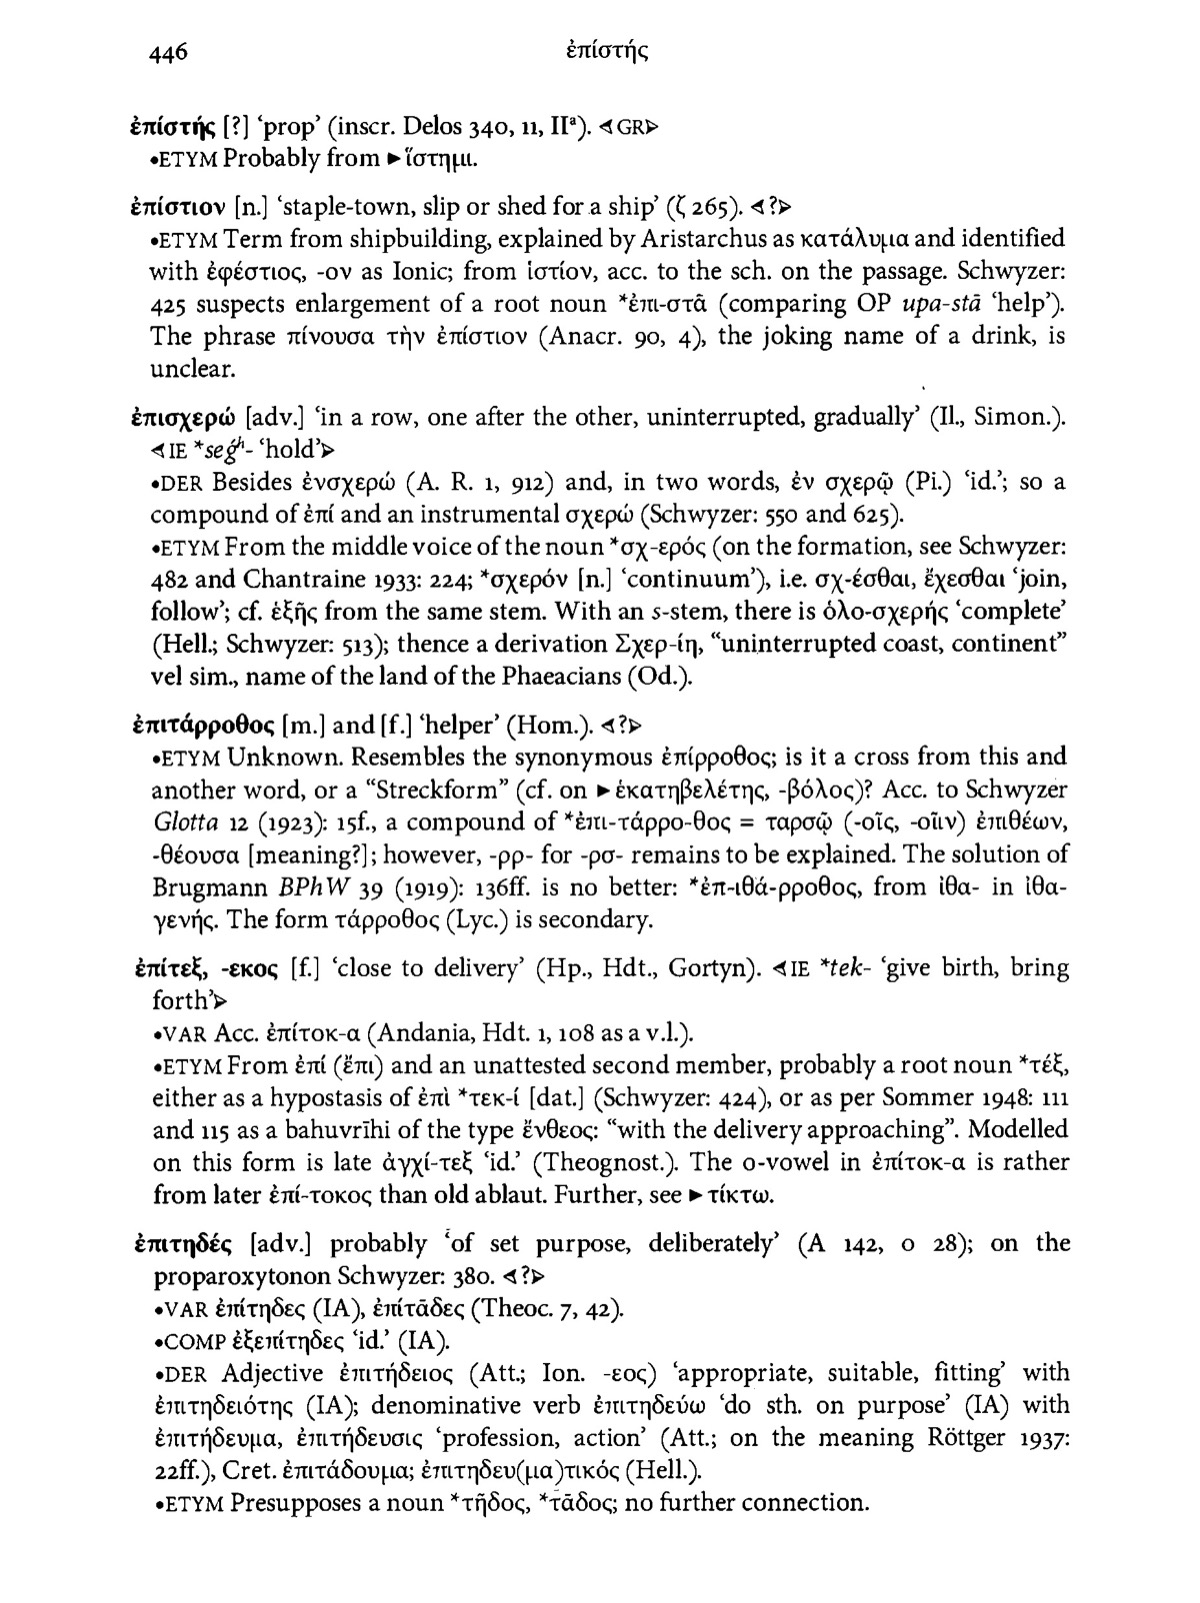 446 ἐπίστής
ἐπίστής [?] ‘prop’ (inscr. Delos 340, 11, IIᵃ). ⊲GR⊳
•ETYM Probably from ►ἵστημι.
ἐπίστιον [n.] ‘staple-town, slip or shed for a ship’ (ζ 265). ⊲?⊳
•ETYM Term from shipbuilding, explained by Aristarchus as κατάλυμα and identified
with ἐφέστιος, -ον as Ionic; from ἱστίον, acc. to the sch. on the passage. Schwyzer:
425 suspects enlargement of a root noun *ἐπι-στᾶ (comparing OP upa-stā ‘help’).
The phrase πίνουσα τὴν ἐπίστιον (Anacr. 90, 4), the joking name of a drink, is
unclear.
ἐπισχερώ [adv.] ‘in a row, one after the other, uninterrupted, gradually’ (Il., Simon.).
⊲IE *seǵʰ- ‘hold’⊳
•DER Besides ἐνσχερώ (A. R. 1, 912) and, in two words, ἐν σχερῷ (Pi.) ‘id.’; so a
compound of ἐπί and an instrumental σχερώ (Schwyzer: 550 and 625).
•ETYM From the middle voice of the noun *σχ-ερός (on the formation, see Schwyzer:
482 and Chantraine 1933: 224; *σχερόν [n.] ‘continuum’), i.e. σχ-έσθαι, ἔχεσθαι ‘join,
follow’; cf. ἑξῆς from the same stem. With an s-stem, there is ὁλο-σχερής ‘complete’
(Hell.; Schwyzer: 513); thence a derivation Σχερ-ίη, “uninterrupted coast, continent”
vel sim., name of the land of the Phaeacians (Od.).
ἐπιτάρροθος [m.] and [f.] ‘helper’ (Hom.). ⊲?⊳
•ETYM Unknown. Resembles the synonymous ἐπίρροθος; is it a cross from this and
another word, or a “Streckform” (cf. on ►ἑκατηβελέτης, -βόλος)? Acc. to Schwyzer
Glotta 12 (1923): 15f., a compound of *ἐπι-τάρρο-θος = ταρσῷ (-οῖς, -οῖιν) ἐπιθέων,
-θέουσα [meaning?]; however, -ρρ- for -ρσ- remains to be explained. The solution of
Brugmann BPhW 39 (1919): 136ff. is no better: *ἐπ-ιθά-ρροθος, from ἰθα- in ἰθα-
γενής. The form τάρροθος (Lyc.) is secondary.
ἐπίτεξ, -εκος [f.] ‘close to delivery’ (Hp., Hdt., Gortyn). ⊲IE *tek- ‘give birth, bring
forth’⊳
•VAR Acc. ἐπίτοκ-α (Andania, Hdt. 1, 108 as a v.l.).
•ETYM From ἐπί (ἔπι) and an unattested second member, probably a root noun *τέξ,
either as a hypostasis of ἐπὶ *τεκ-ί [dat.] (Schwyzer: 424), or as per Sommer 1948: 111
and 115 as a bahuvrīhi of the type ἔνθεος: “with the delivery approaching”. Modelled
on this form is late ἀγχί-τεξ ‘id.’ (Theognost.). The o-vowel in ἐπίτοκ-α is rather
from later ἐπί-τοκος than old ablaut. Further, see ►τίκτω.
ἐπιτηδές [adv.] probably ‘of set purpose, deliberately’ (A 142, o 28); on the
proparoxytonon Schwyzer: 380. ⊲?⊳
•VAR ἐπίτηδες (IA), ἐπίτᾱδες (Theoc. 7, 42).
•COMP ἐξεπίτηδες ‘id.’ (IA).
•DER Adjective ἐπιτήδειος (Att.; Ion. -εος) ‘appropriate, suitable, fitting’ with
ἐπιτηδειότης (IA); denominative verb ἐπιτηδεύω ‘do sth. on purpose’ (IA) with
ἐπιτήδευμα, ἐπιτήδευσις ‘profession, action’ (Att.; on the meaning Röttger 1937:
22ff.), Cret. ἐπιτάδουμα; ἐπιτηδευ(μα)τικός (Hell.).
•ETYM Presupposes a noun *τῆδος, *τᾶδος; no further connection.